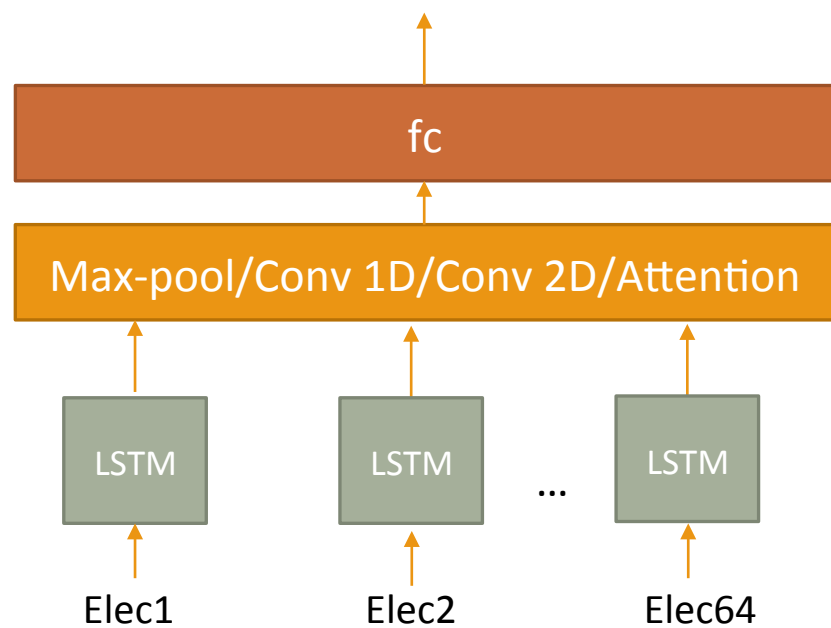 fc
Max-pool/Conv 1D/Conv 2D/Attention
LSTM LSTM ... LSTM
Elec1 Elec2 Elec64